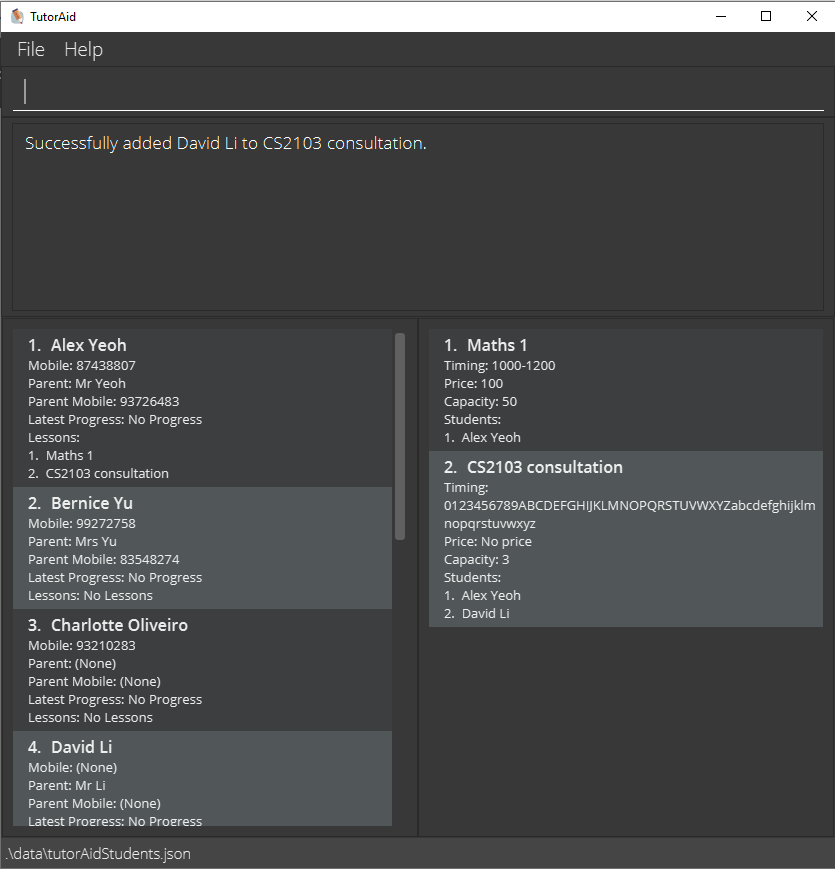 TutorAid
File Help
Successfully added David Li to CS2103 consultation.
1. Alex Yeoh
Mobile: 87438807
Parent: Mr Yeoh
Parent Mobile: 93726483
Latest Progress: No Progress
Lessons:
1. Maths 1
2. CS2103 consultation
2. Bernice Yu
Mobile: 99272758
Parent: Mrs Yu
Parent Mobile: 83548274
Latest Progress: No Progress
Lessons: No Lessons
3. Charlotte Oliveiro
Mobile: 93210283
Parent: (None)
Parent Mobile: (None)
Latest Progress: No Progress
Lessons: No Lessons
4. David Li
Mobile: (None)
Parent: Mr Li
Parent Mobile: (None)
Latest Progress: No Progress
1. Maths 1
Timing: 1000-1200
Price: 100
Capacity: 50
Students:
1. Alex Yeoh
2. CS2103 consultation
Timing:
0123456789ABCDEFGHIJKLMNOPQRSTUVWXYZabcdefghijklm
nopqrstuvwxyz
Price: No price
Capacity: 3
Students:
1. Alex Yeoh
2. David Li
.\data\tutorAidStudents.json